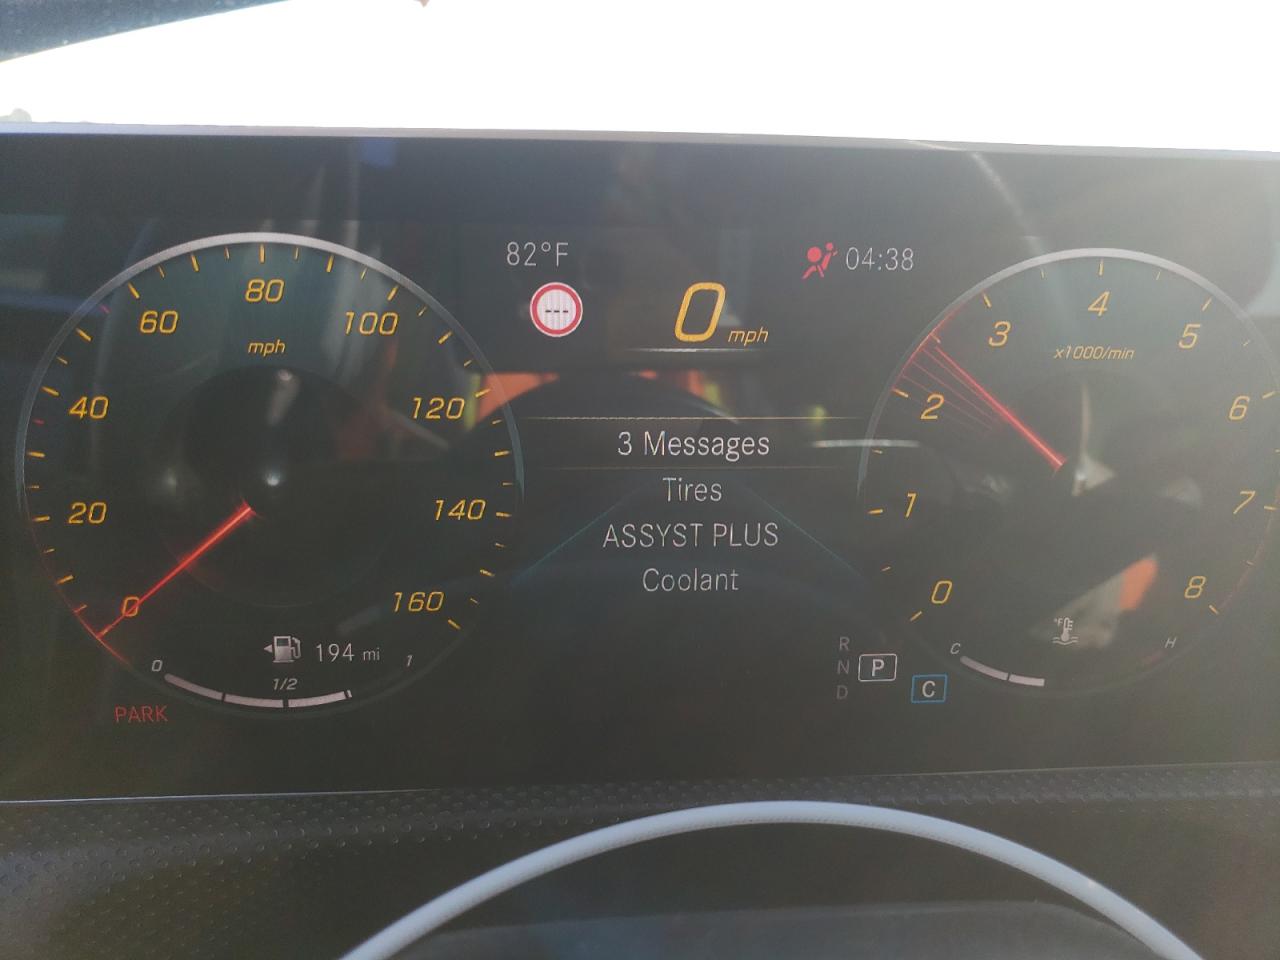 82°F
04:38
---
0 mph
0
20
40
60
80
100
120
140
160
mph
3 Messages
Tires
ASSYST PLUS
Coolant
0
1
2
3
4
5
6
7
8
x1000/min
194 mi
0
1/2
1
PARK
R
N
D
P
C
C
°F
H